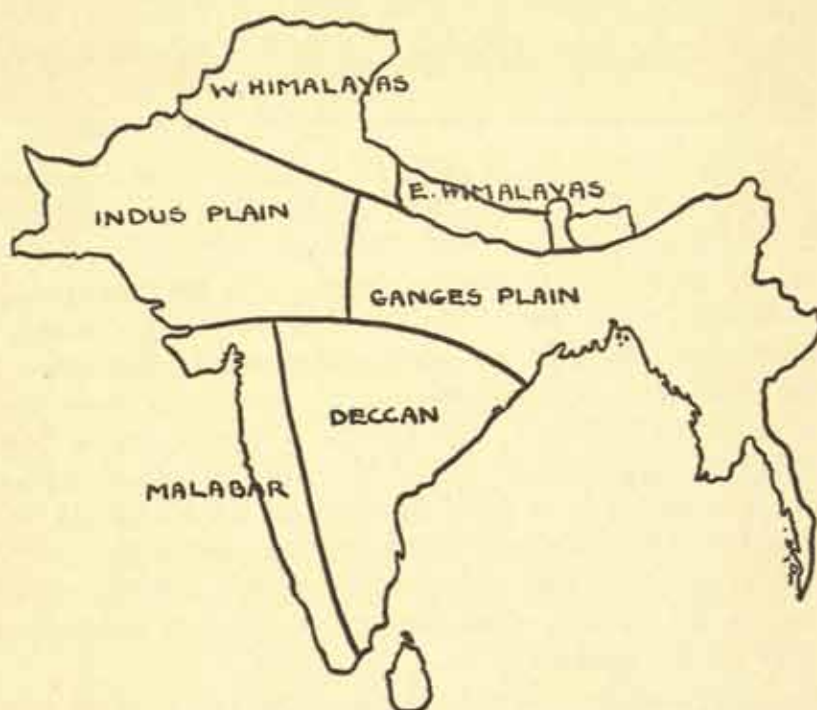 W. HIMALAYAS
E. HIMALAYAS
INDUS PLAIN
GANGES PLAIN
DECCAN
MALABAR